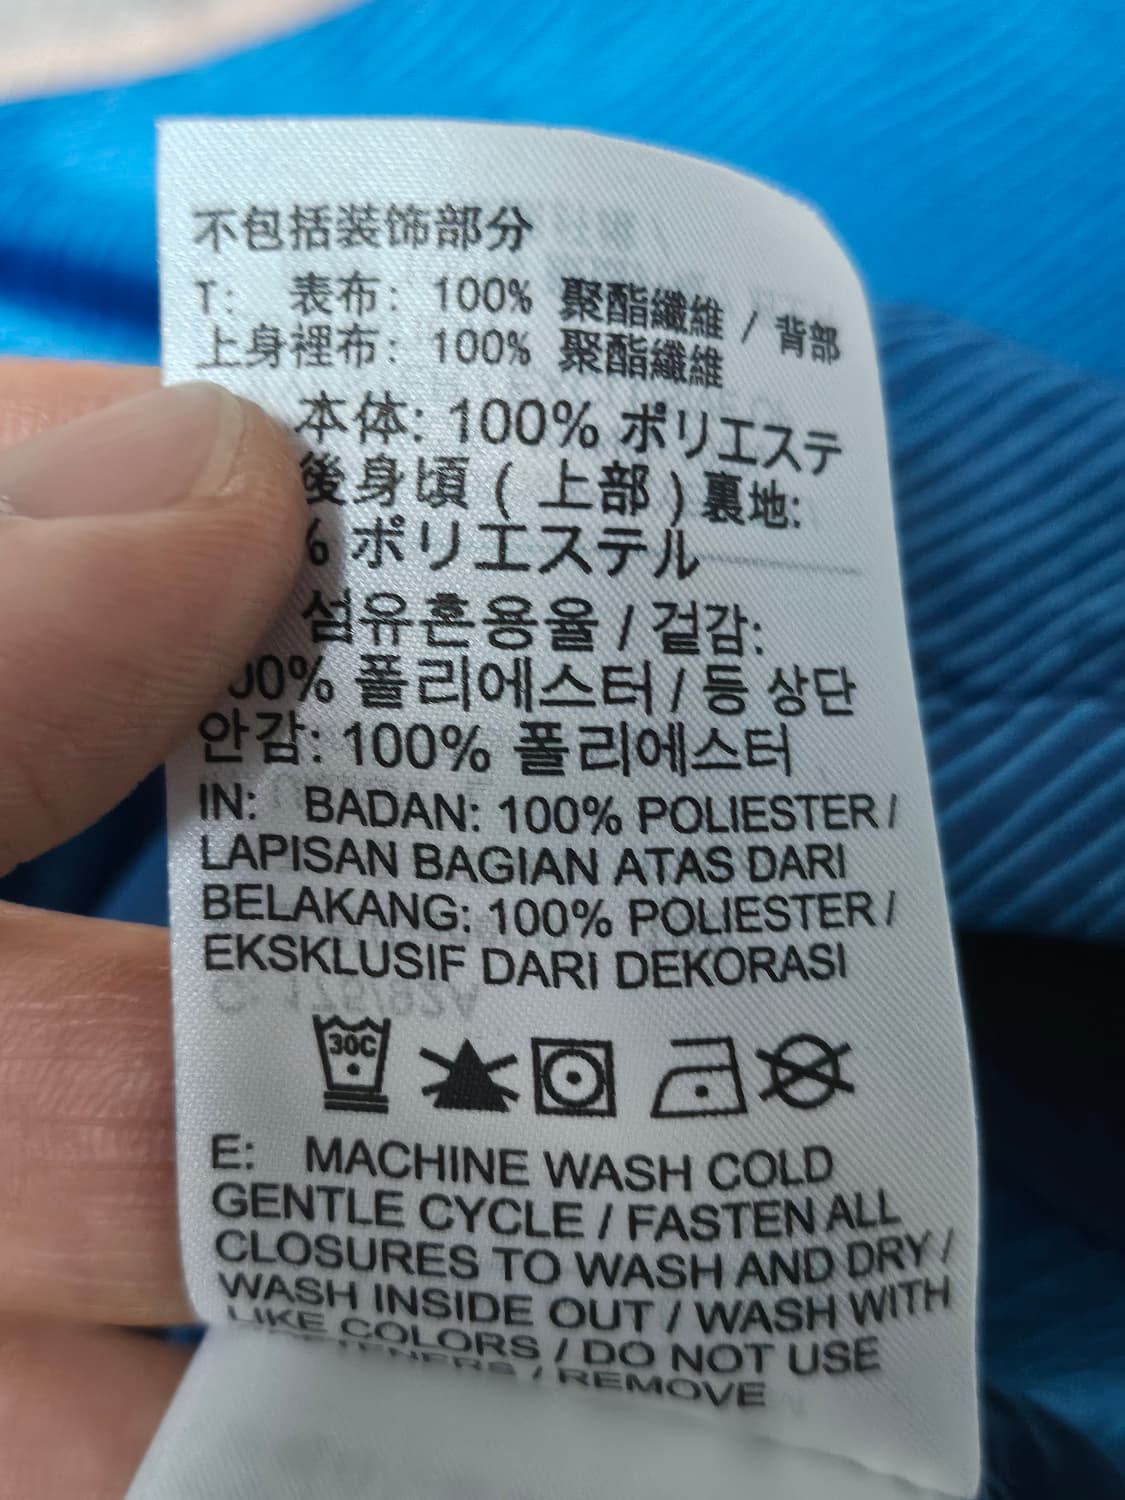 不包括装饰部分
T: 表布: 100% 聚酯纖維 / 背部
上身裡布: 100% 聚酯纖維
本体: 100% ポリエステ
後身頃 ( 上部 ) 裏地:
% ポリエステル
섬유혼용율 / 겉감:
00% 폴리에스터 / 등 상단
안감: 100% 폴리에스터
IN: BADAN: 100% POLIESTER /
LAPISAN BAGIAN ATAS DARI
BELAKANG: 100% POLIESTER /
EKSKLUSIF DARI DEKORASI
30C
E: MACHINE WASH COLD
GENTLE CYCLE / FASTEN ALL
CLOSURES TO WASH AND DRY /
WASH INSIDE OUT / WASH WITH
LIKE COLORS / DO NOT USE
/ REMOVE